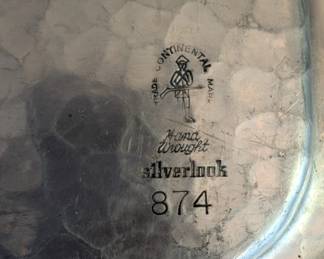 TRADE CONTINENTAL MARK
Hand
Wrought
silverlook
874